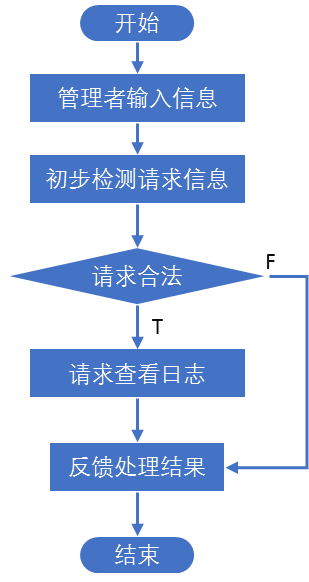 开始
管理者输入信息
初步检测请求信息
请求合法
F
T
请求查看日志
反馈处理结果
结束